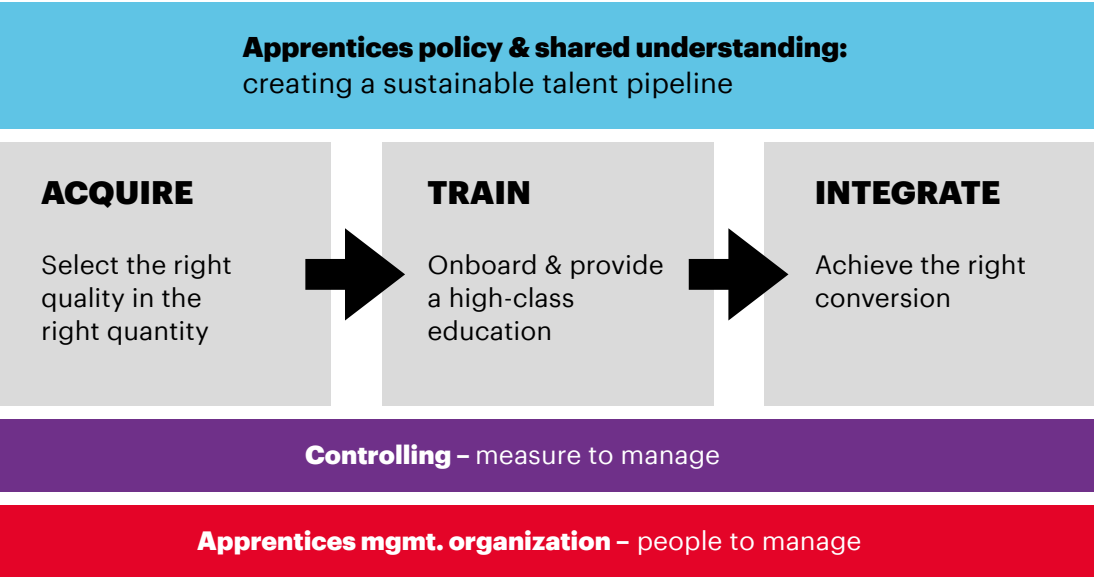 Apprentices policy & shared understanding:
creating a sustainable talent pipeline
ACQUIRE
Select the right
quality in the
right quantity
TRAIN
Onboard & provide
a high-class
education
INTEGRATE
Achieve the right
conversion
Controlling – measure to manage
Apprentices mgmt. organization – people to manage